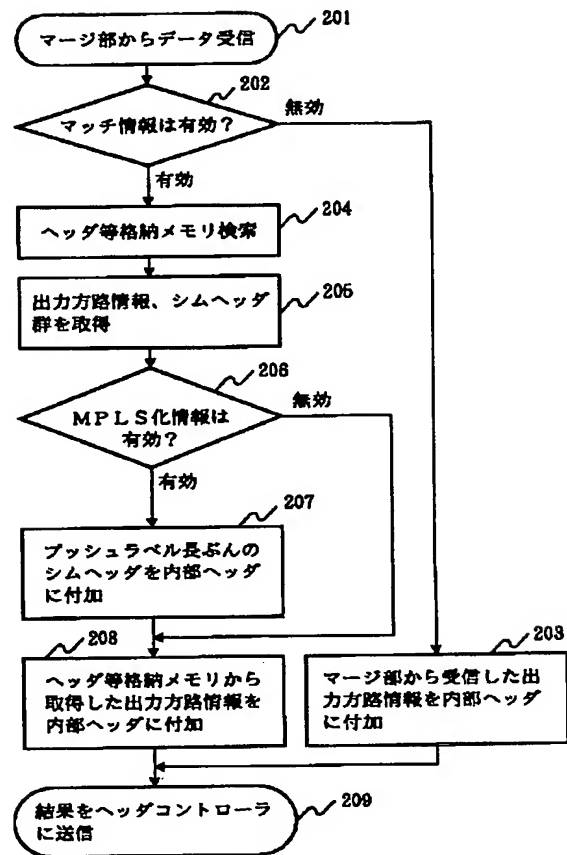 マージ部からデータ受信
201
202
マッチ情報は有効？
無効
有効
204
ヘッダ等格納メモリ検索
205
出力方路情報、シムヘッダ
群を取得
206
MPLS化情報は
有効？
無効
有効
207
プッシュラベル長ぶんの
シムヘッダを内部ヘッダ
に付加
208
ヘッダ等格納メモリから
取得した出力方路情報を
内部ヘッダに付加
203
マージ部から受信した出
力方路情報を内部ヘッダ
に付加
結果をヘッダコントローラ
に送信
209